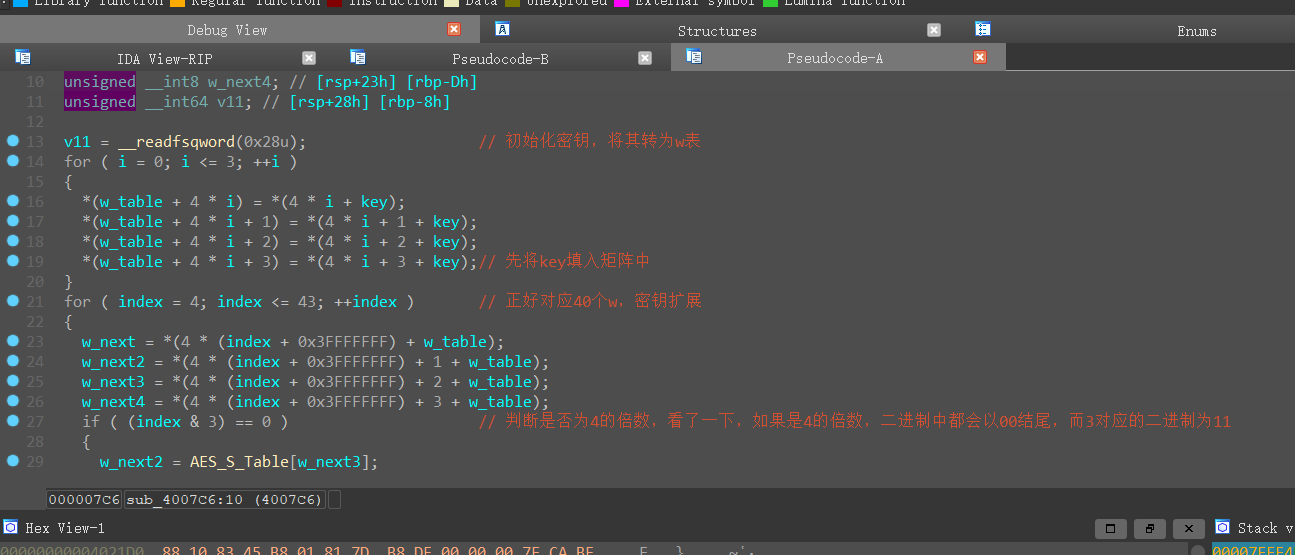 Library function Regular function Instruction Data Unexplored External symbol Lumina function
Debug View Structures Enums
IDA View-RIP Pseudocode-B Pseudocode-A
10 unsigned __int8 w_next4; // [rsp+23h] [rbp-Dh]
11 unsigned __int64 v11; // [rsp+28h] [rbp-8h]
12
13 v11 = __readfsqword(0x28u); // 初始化密钥，将其转为w表
14 for ( i = 0; i <= 3; ++i )
15 {
16 *(w_table + 4 * i) = *(4 * i + key);
17 *(w_table + 4 * i + 1) = *(4 * i + 1 + key);
18 *(w_table + 4 * i + 2) = *(4 * i + 2 + key);
19 *(w_table + 4 * i + 3) = *(4 * i + 3 + key);// 先将key填入矩阵中
20 }
21 for ( index = 4; index <= 43; ++index ) // 正好对应40个w，密钥扩展
22 {
23 w_next = *(4 * (index + 0x3FFFFFFF) + w_table);
24 w_next2 = *(4 * (index + 0x3FFFFFFF) + 1 + w_table);
25 w_next3 = *(4 * (index + 0x3FFFFFFF) + 2 + w_table);
26 w_next4 = *(4 * (index + 0x3FFFFFFF) + 3 + w_table);
27 if ( (index & 3) == 0 ) // 判断是否为4的倍数，看了一下，如果是4的倍数，二进制中都会以00结尾，而3对应的二进制为11
28 {
29 w_next2 = AES_S_Table[w_next3];
000007C6 sub_4007C6:10 (4007C6)
Hex View-1 Stack v